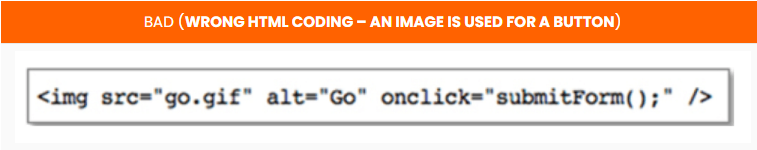 BAD (WRONG HTML CODING – AN IMAGE IS USED FOR A BUTTON)
<img src="go.gif" alt="Go" onclick="submitForm();" />